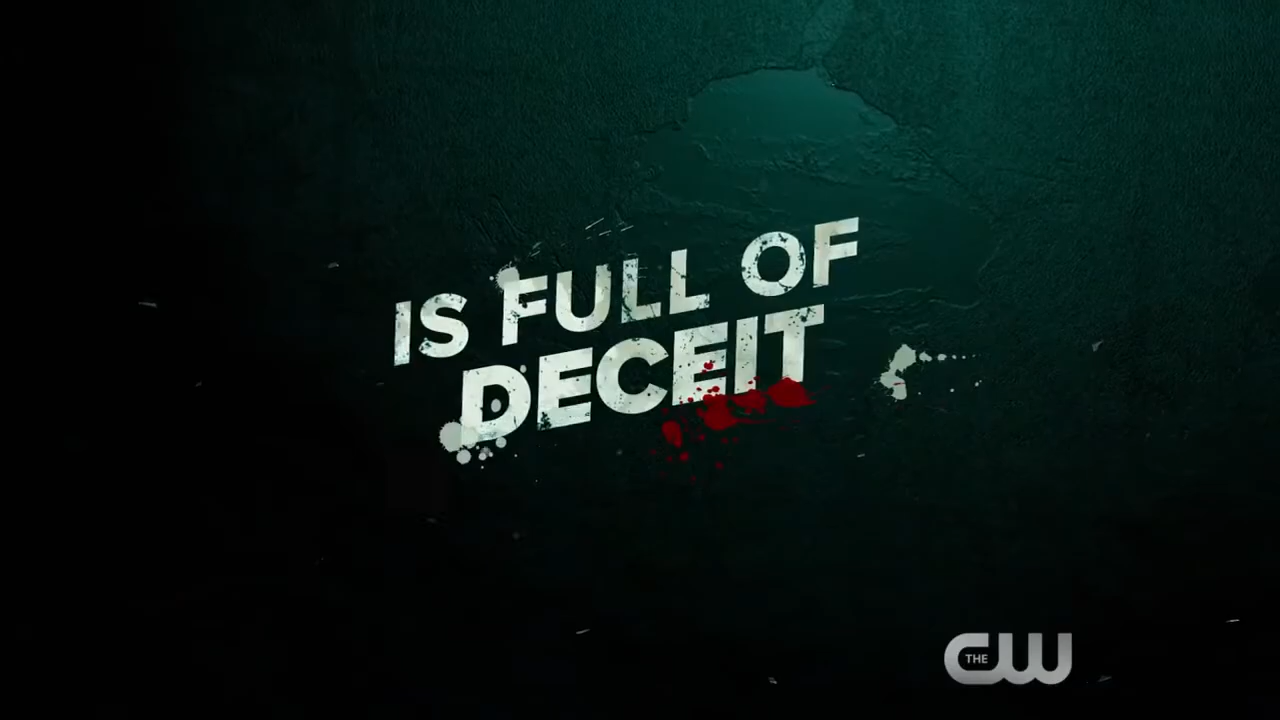 IS FULL OF
DECEIT
THE CW